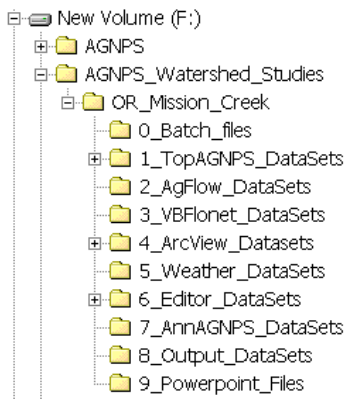 New Volume (F:)
AGNPS
AGNPS_Watershed_Studies
OR_Mission_Creek
0_Batch_files
1_TopAGNPS_DataSets
2_AgFlow_DataSets
3_VBFlonet_DataSets
4_ArcView_Datasets
5_Weather_DataSets
6_Editor_DataSets
7_AnnAGNPS_DataSets
8_Output_DataSets
9_Powerpoint_Files